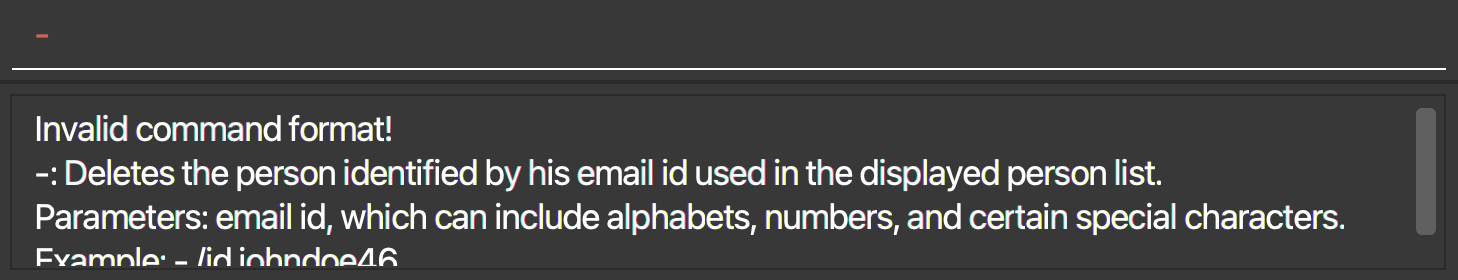 -
Invalid command format!
-: Deletes the person identified by his email id used in the displayed person list.
Parameters: email id, which can include alphabets, numbers, and certain special characters.
Example: - /id johndoe46